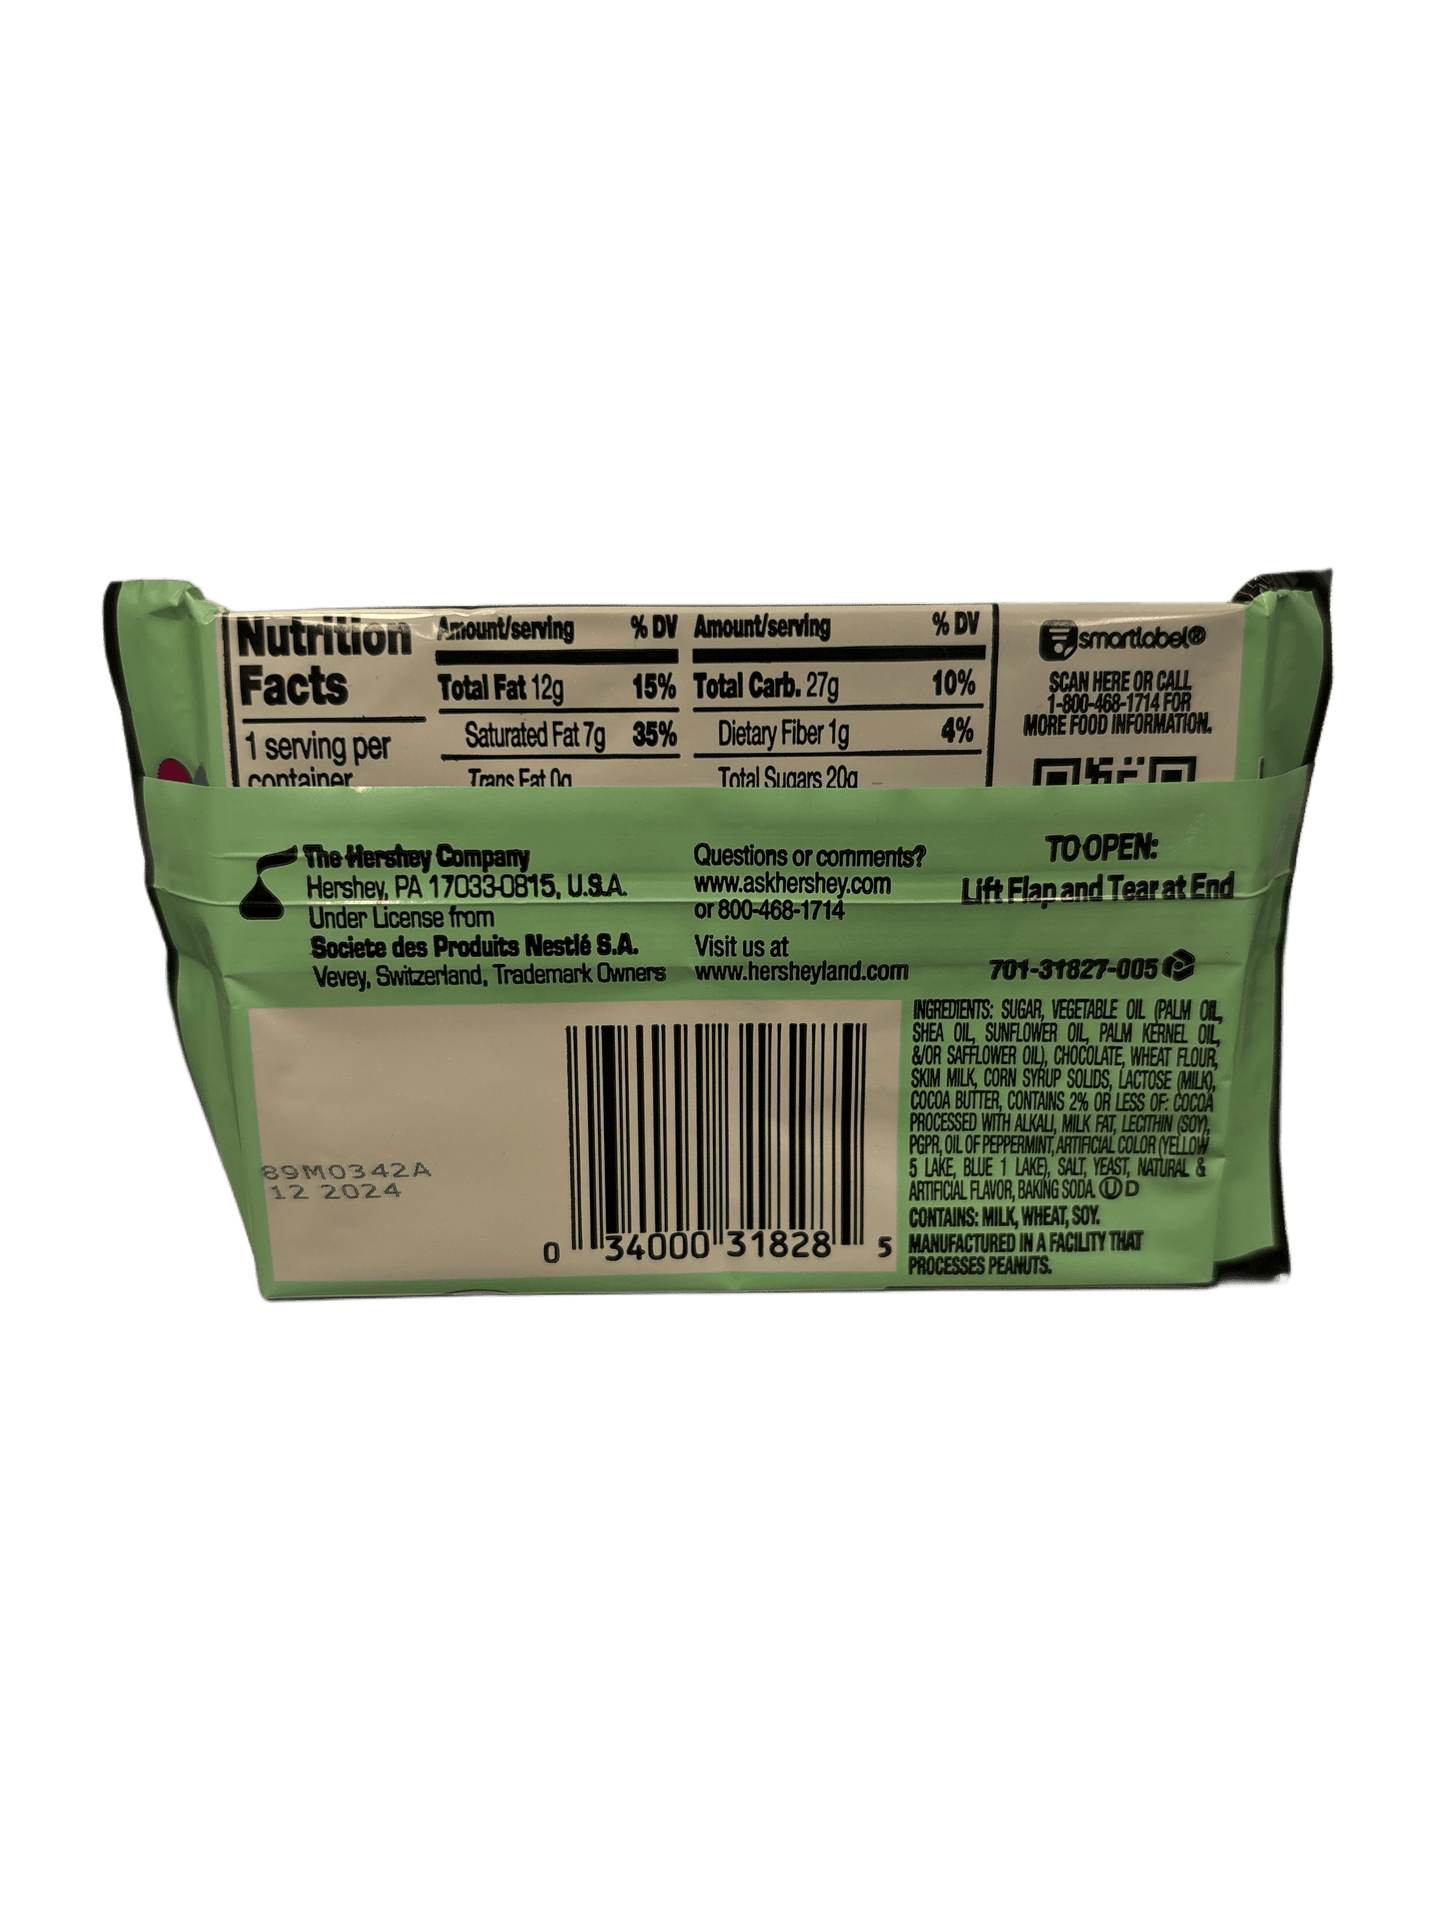 Nutrition
Facts
1 serving per
container
Amount/serving % DV
Total Fat 12g 15%
Saturated Fat 7g 35%
Trans Fat 0g
Amount/serving % DV
Total Carb. 27g 10%
Dietary Fiber 1g 4%
Total Sugars 20g
smartlabel®
SCAN HERE OR CALL
1-800-468-1714 FOR
MORE FOOD INFORMATION.
The Hershey Company
Hershey, PA 17033-0815, U.S.A.
Under License from
Societe des Produits Nestlé S.A.
Vevey, Switzerland, Trademark Owners
Questions or comments?
www.askhershey.com
or 800-468-1714
Visit us at
www.hersheyland.com
TO OPEN:
Lift Flap and Tear at End
701-31827-005
89M0342A
12 2024
0 34000 31828 5
INGREDIENTS: SUGAR, VEGETABLE OIL (PALM OIL,
SHEA OIL, SUNFLOWER OIL, PALM KERNEL OIL,
&/OR SAFFLOWER OIL), CHOCOLATE, WHEAT FLOUR,
SKIM MILK, CORN SYRUP SOLIDS, LACTOSE (MILK),
COCOA BUTTER, CONTAINS 2% OR LESS OF: COCOA
PROCESSED WITH ALKALI, MILK FAT, LECITHIN (SOY),
PGPR, OIL OF PEPPERMINT, ARTIFICIAL COLOR (YELLOW
5 LAKE, BLUE 1 LAKE), SALT, YEAST, NATURAL &
ARTIFICIAL FLAVOR, BAKING SODA. Ⓤ D
CONTAINS: MILK, WHEAT, SOY.
MANUFACTURED IN A FACILITY THAT
PROCESSES PEANUTS.